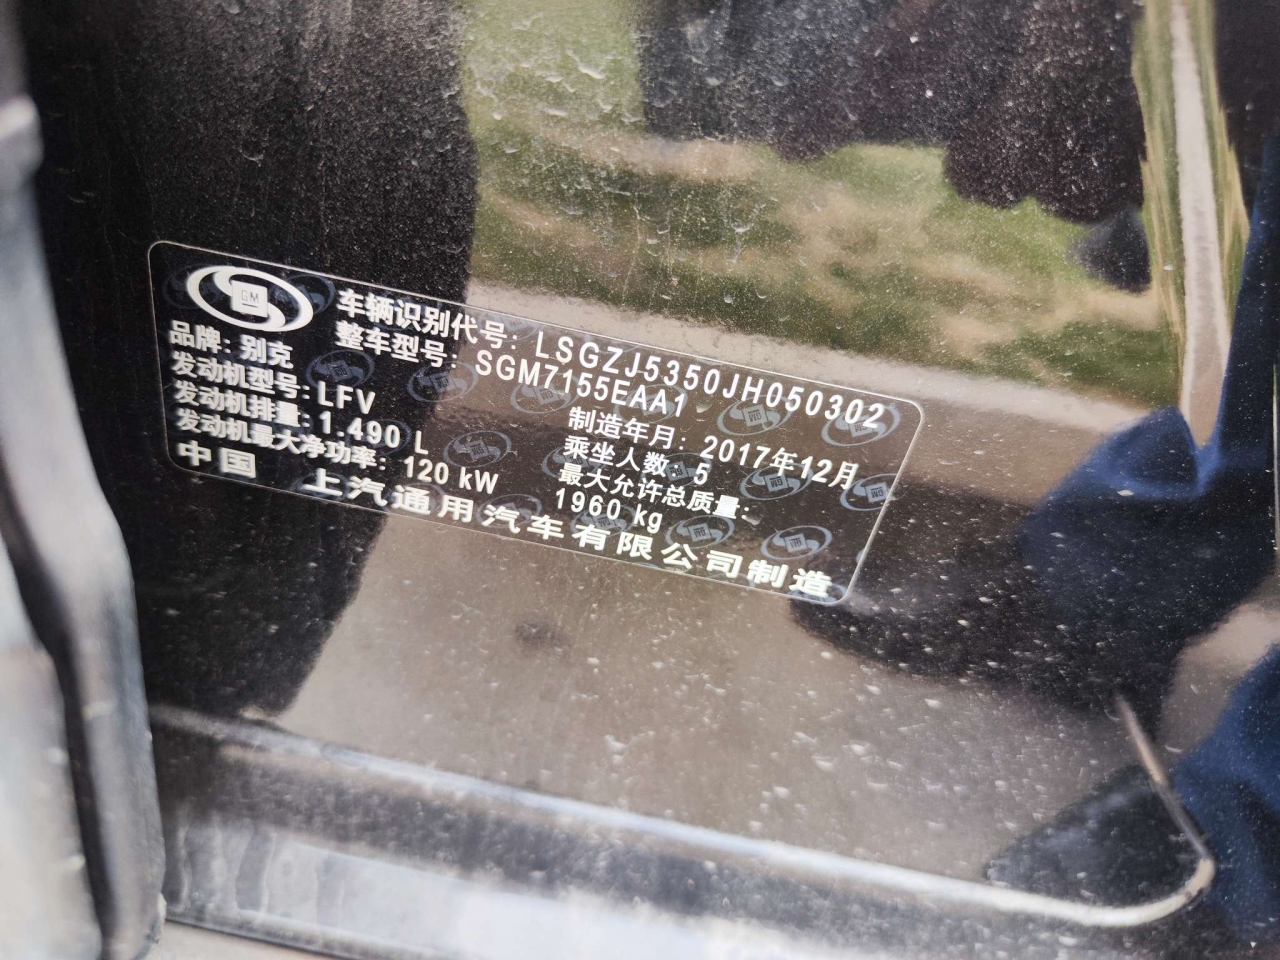 GM
车辆识别代号: LSGZJ5350JH050302
整车型号: SGM7155EAA1
品牌: 别克
制造年月: 2017年12月
发动机型号: LFV
乘坐人数: 5
发动机排量: 1.490 L
最大允许总质量:
1960 kg
发动机最大净功率: 120 kW
中国 上汽通用汽车有限公司制造